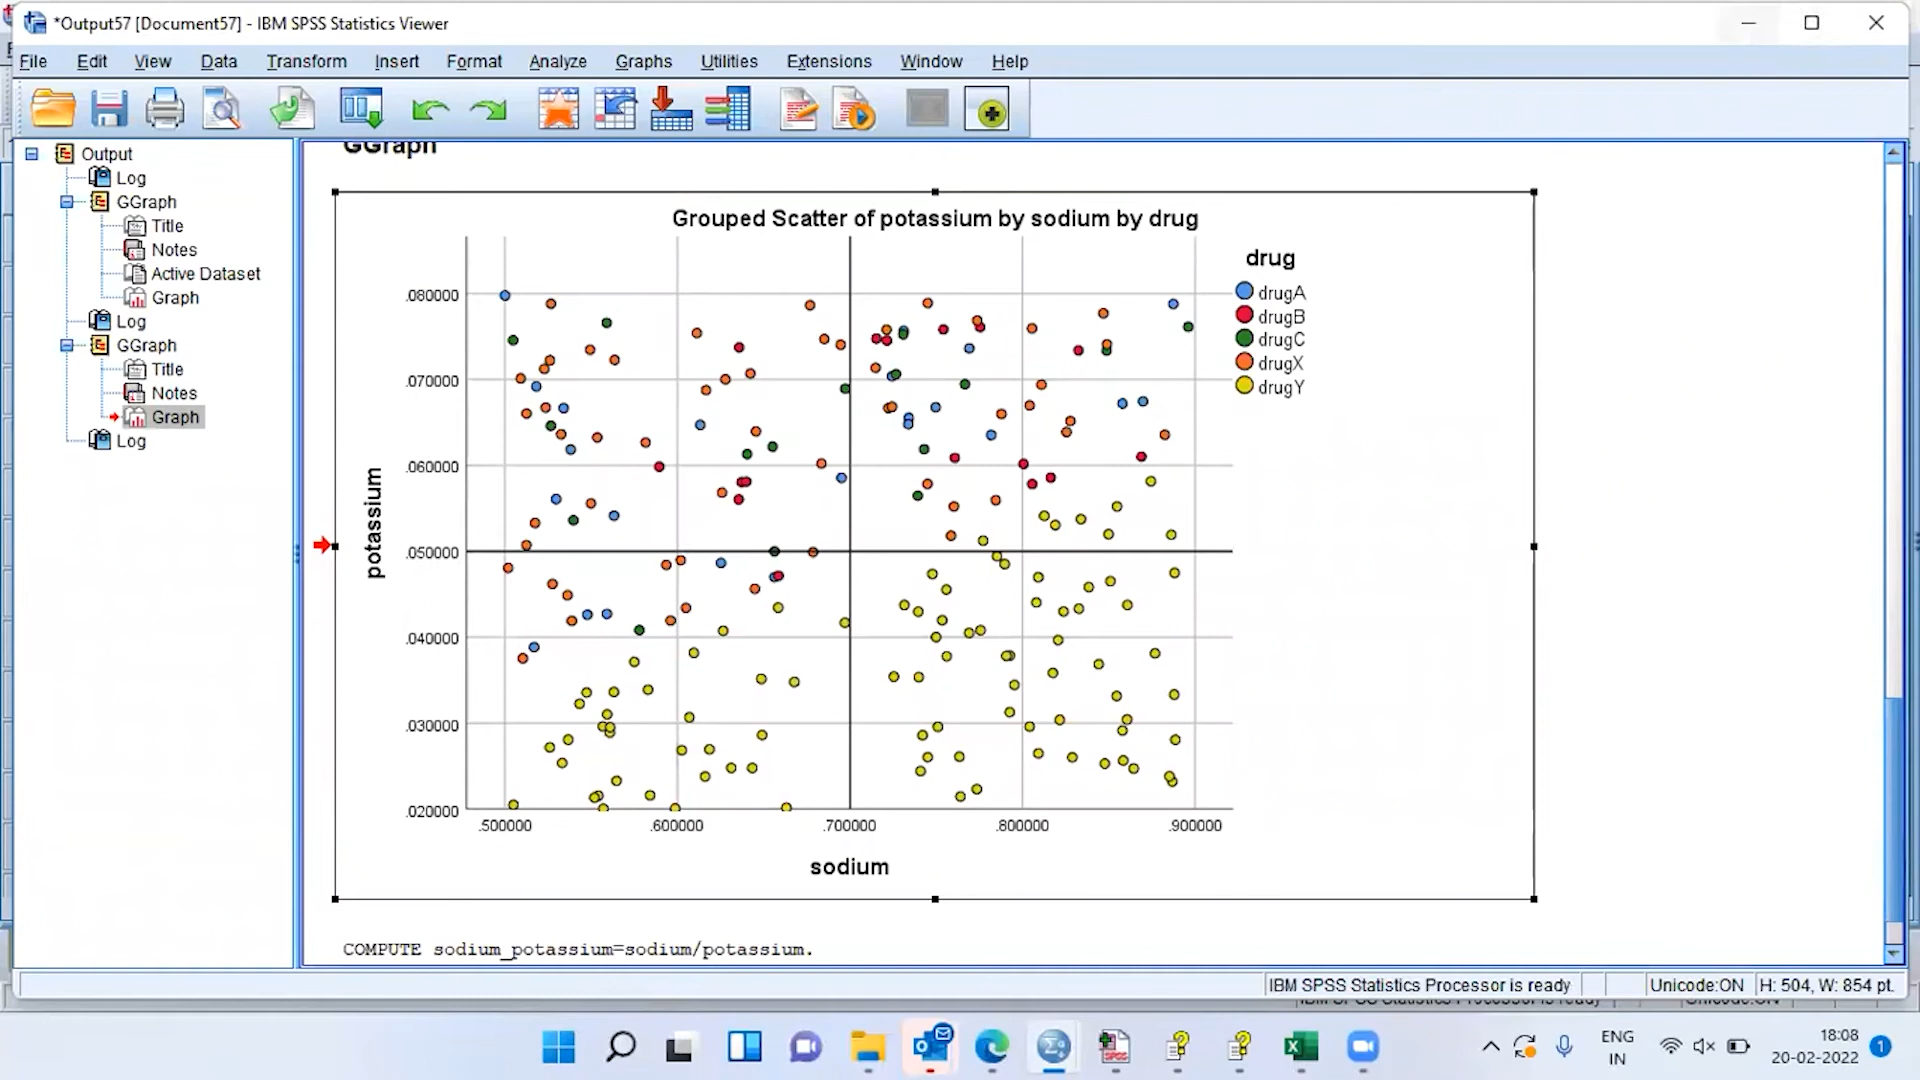 *Output57 [Document57] - IBM SPSS Statistics Viewer
File Edit View Data Transform Insert Format Analyze Graphs Utilities Extensions Window Help
Output
Log
GGraph
Title
Notes
Active Dataset
Graph
Log
GGraph
Title
Notes
Graph
Log
GGraph
Grouped Scatter of potassium by sodium by drug
drug
drugA
drugB
drugC
drugX
drugY
potassium
.080000
.070000
.060000
.050000
.040000
.030000
.020000
.500000 .600000 .700000 .800000 .900000
sodium
COMPUTE sodium_potassium=sodium/potassium.
IBM SPSS Statistics Processor is ready Unicode:ON H: 504, W: 854 pt.
SPSS
ENG
IN
18:08
20-02-2022
1